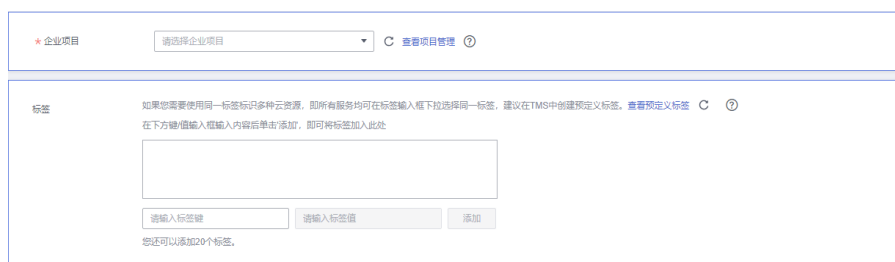 * 企业项目 请选择企业项目 查看项目管理
标签 如果您需要使用同一标签标识多种云资源，即所有服务均可在标签输入框下拉选择同一标签，建议在TMS中创建预定义标签。查看预定义标签
在下方键/值输入框输入内容后单击'添加'，即可将标签加入此处
请输入标签键 请输入标签值 添加
您还可以添加20个标签。